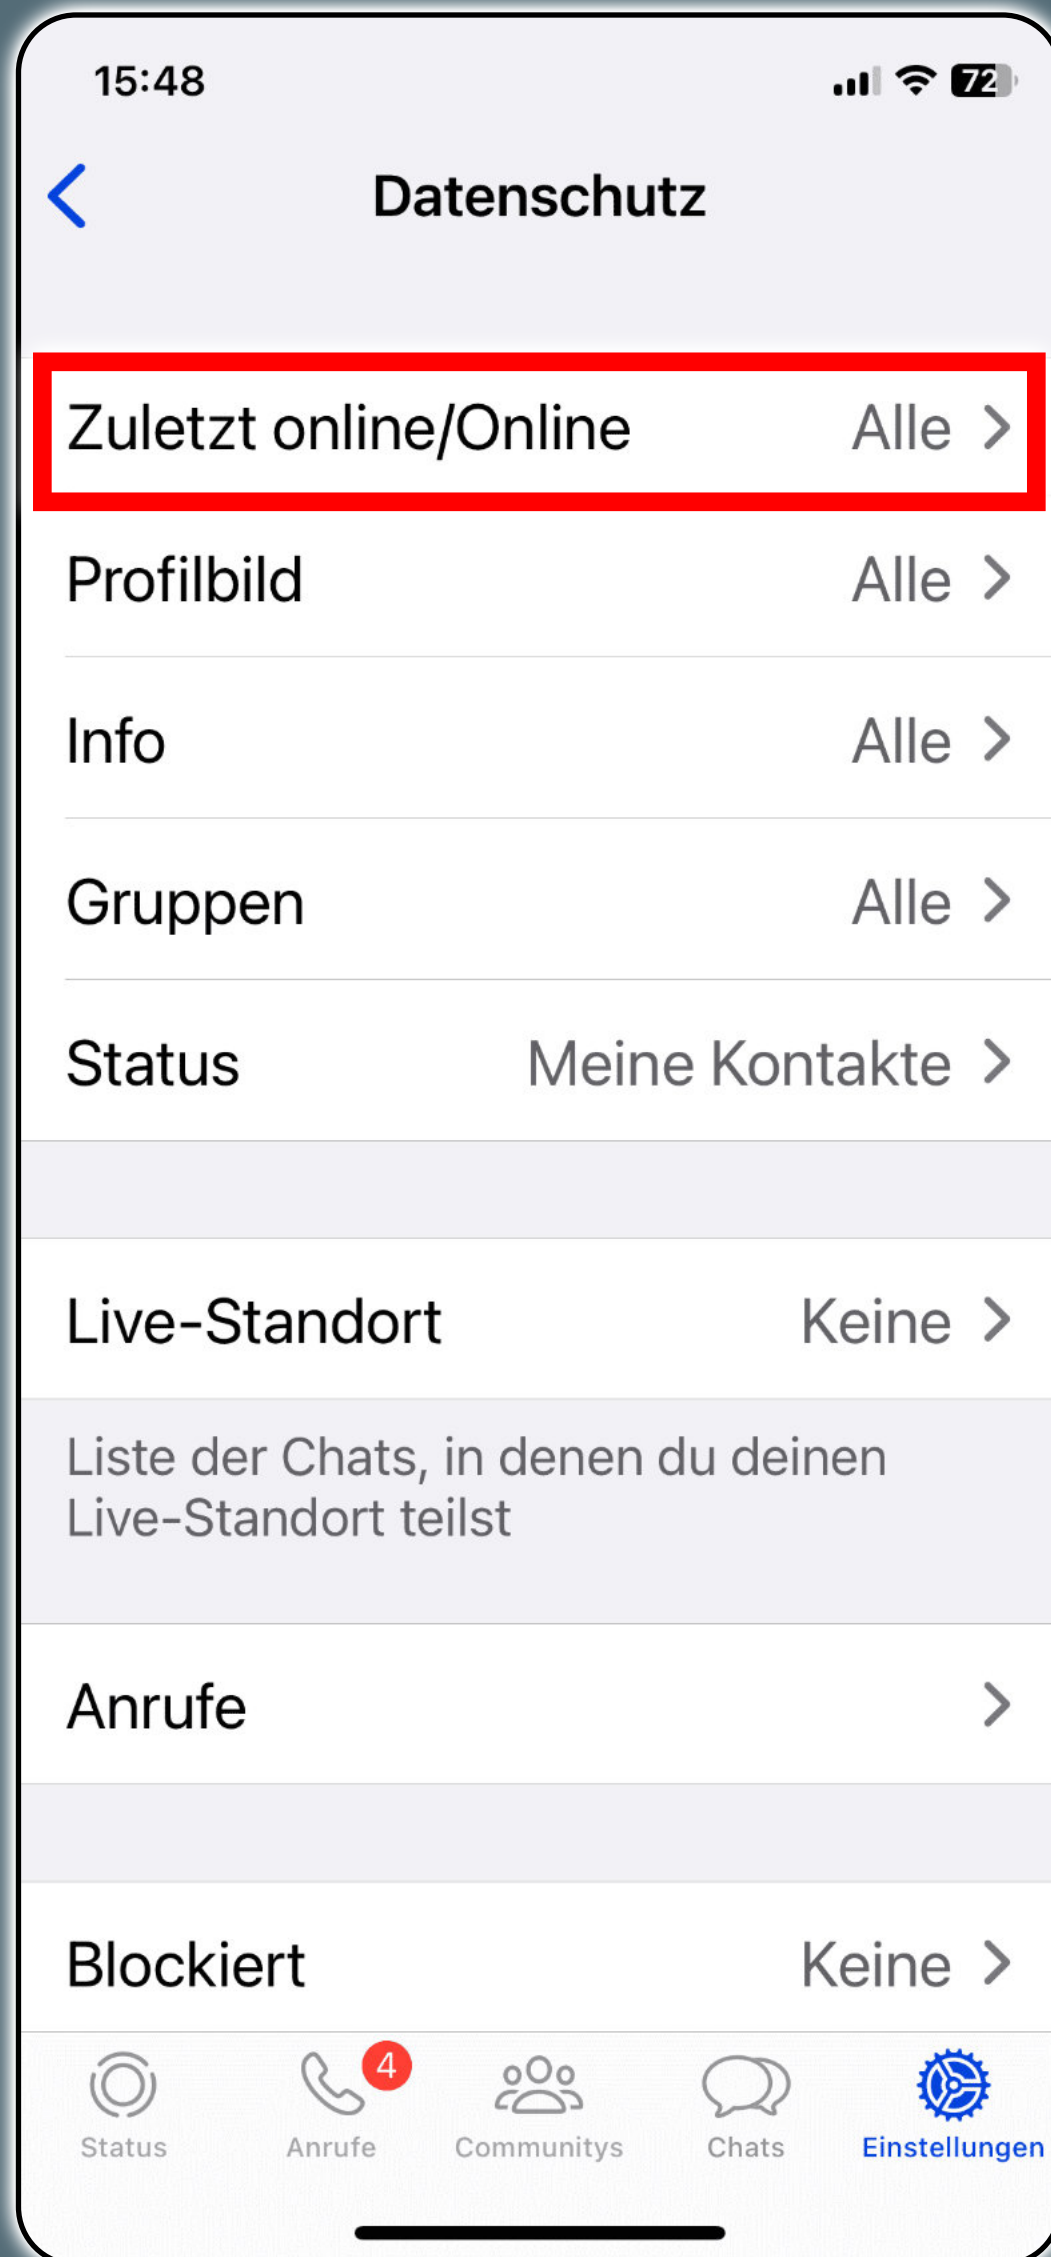 15:48 72
Datenschutz
Zuletzt online/Online Alle
Profilbild Alle
Info Alle
Gruppen Alle
Status Meine Kontakte
Live-Standort Keine
Liste der Chats, in denen du deinen
Live-Standort teilst
Anrufe
Blockiert Keine
4
Status Anrufe Communitys Chats Einstellungen